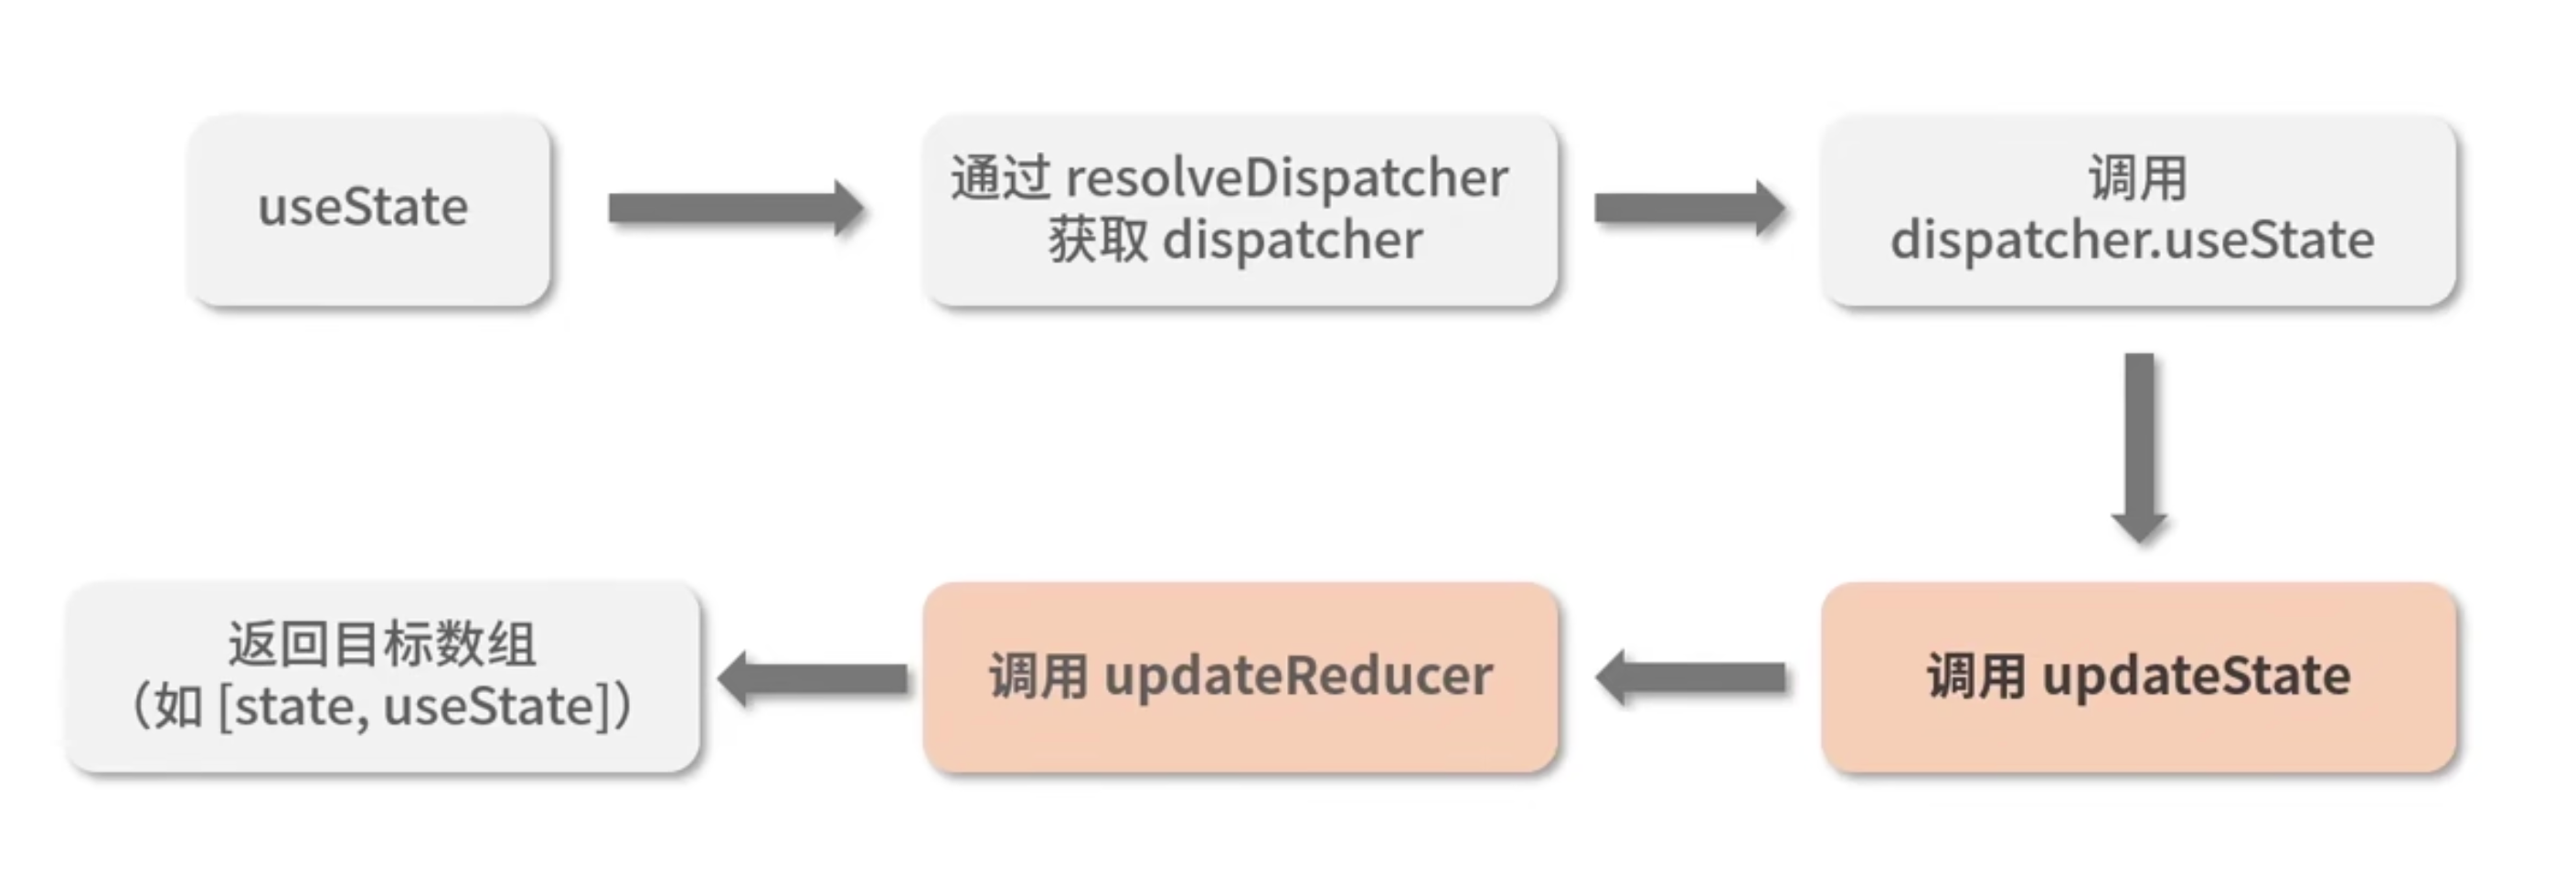 useState
通过 resolveDispatcher
获取 dispatcher
调用
dispatcher.useState
调用 updateState
调用 updateReducer
返回目标数组
（如 [state, useState]）